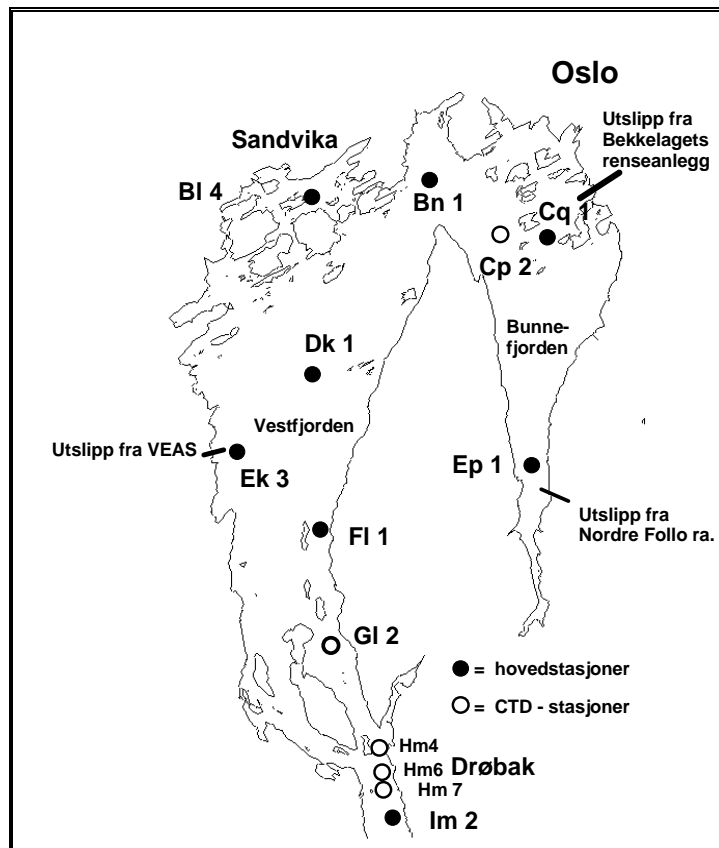 Oslo
Utslipp fra
Bekkelagets
renseanlegg
Sandvika
Bl 4
Bn 1
Cq 1
Cp 2
Bunne-
fjorden
Dk 1
Vestfjorden
Utslipp fra VEAS
Ek 3
Ep 1
Utslipp fra
Nordre Follo ra.
Fl 1
Gl 2
= hovedstasjoner
= CTD - stasjoner
Hm4
Hm6 Drøbak
Hm 7
Im 2